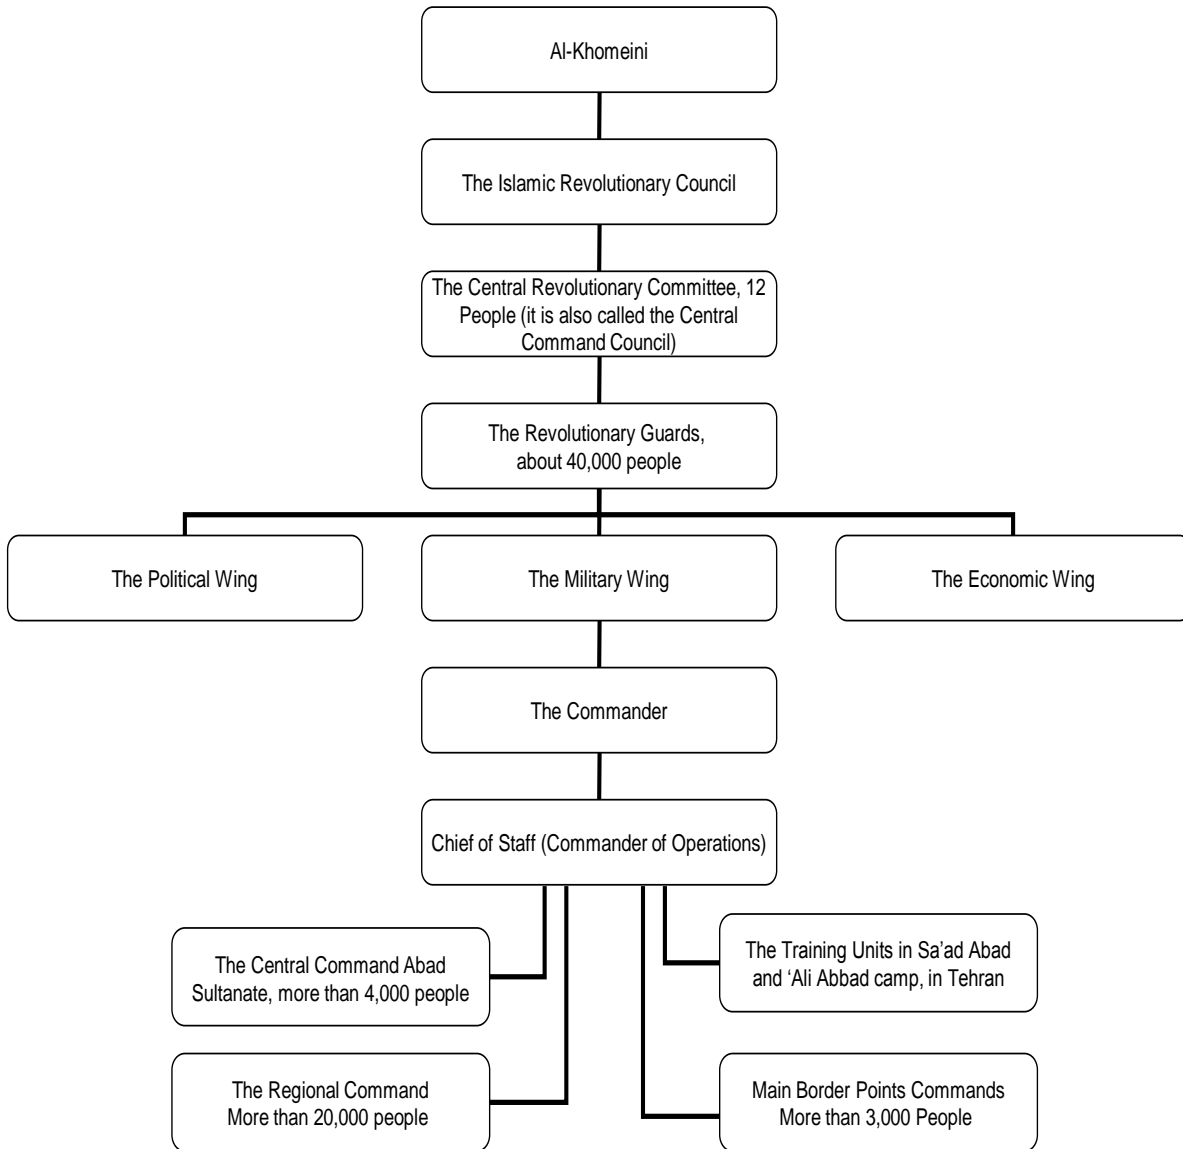 Al-Khomeini
The Islamic Revolutionary Council
The Central Revolutionary Committee, 12
People (it is also called the Central
Command Council)
The Revolutionary Guards,
about 40,000 people
The Political Wing
The Military Wing
The Economic Wing
The Commander
Chief of Staff (Commander of Operations)
The Central Command Abad
Sultanate, more than 4,000 people
The Training Units in Sa’ad Abad
and ‘Ali Abbad camp, in Tehran
The Regional Command
More than 20,000 people
Main Border Points Commands
More than 3,000 People